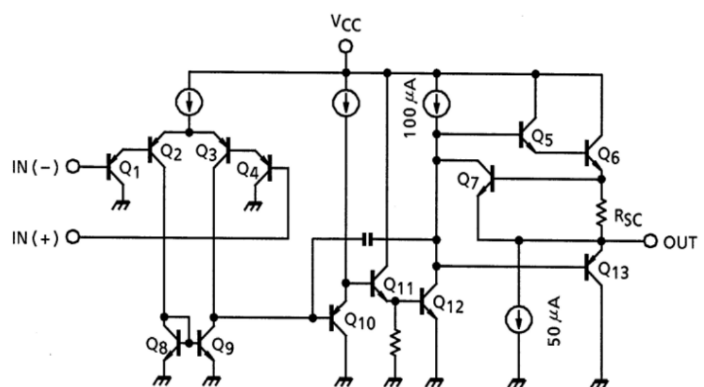 VCC
100 μA
Q5
Q6
Q1
Q2
Q3
Q4
IN (−)
Q7
RSC
IN (+)
OUT
Q13
Q11
Q12
Q10
50 μA
Q8
Q9